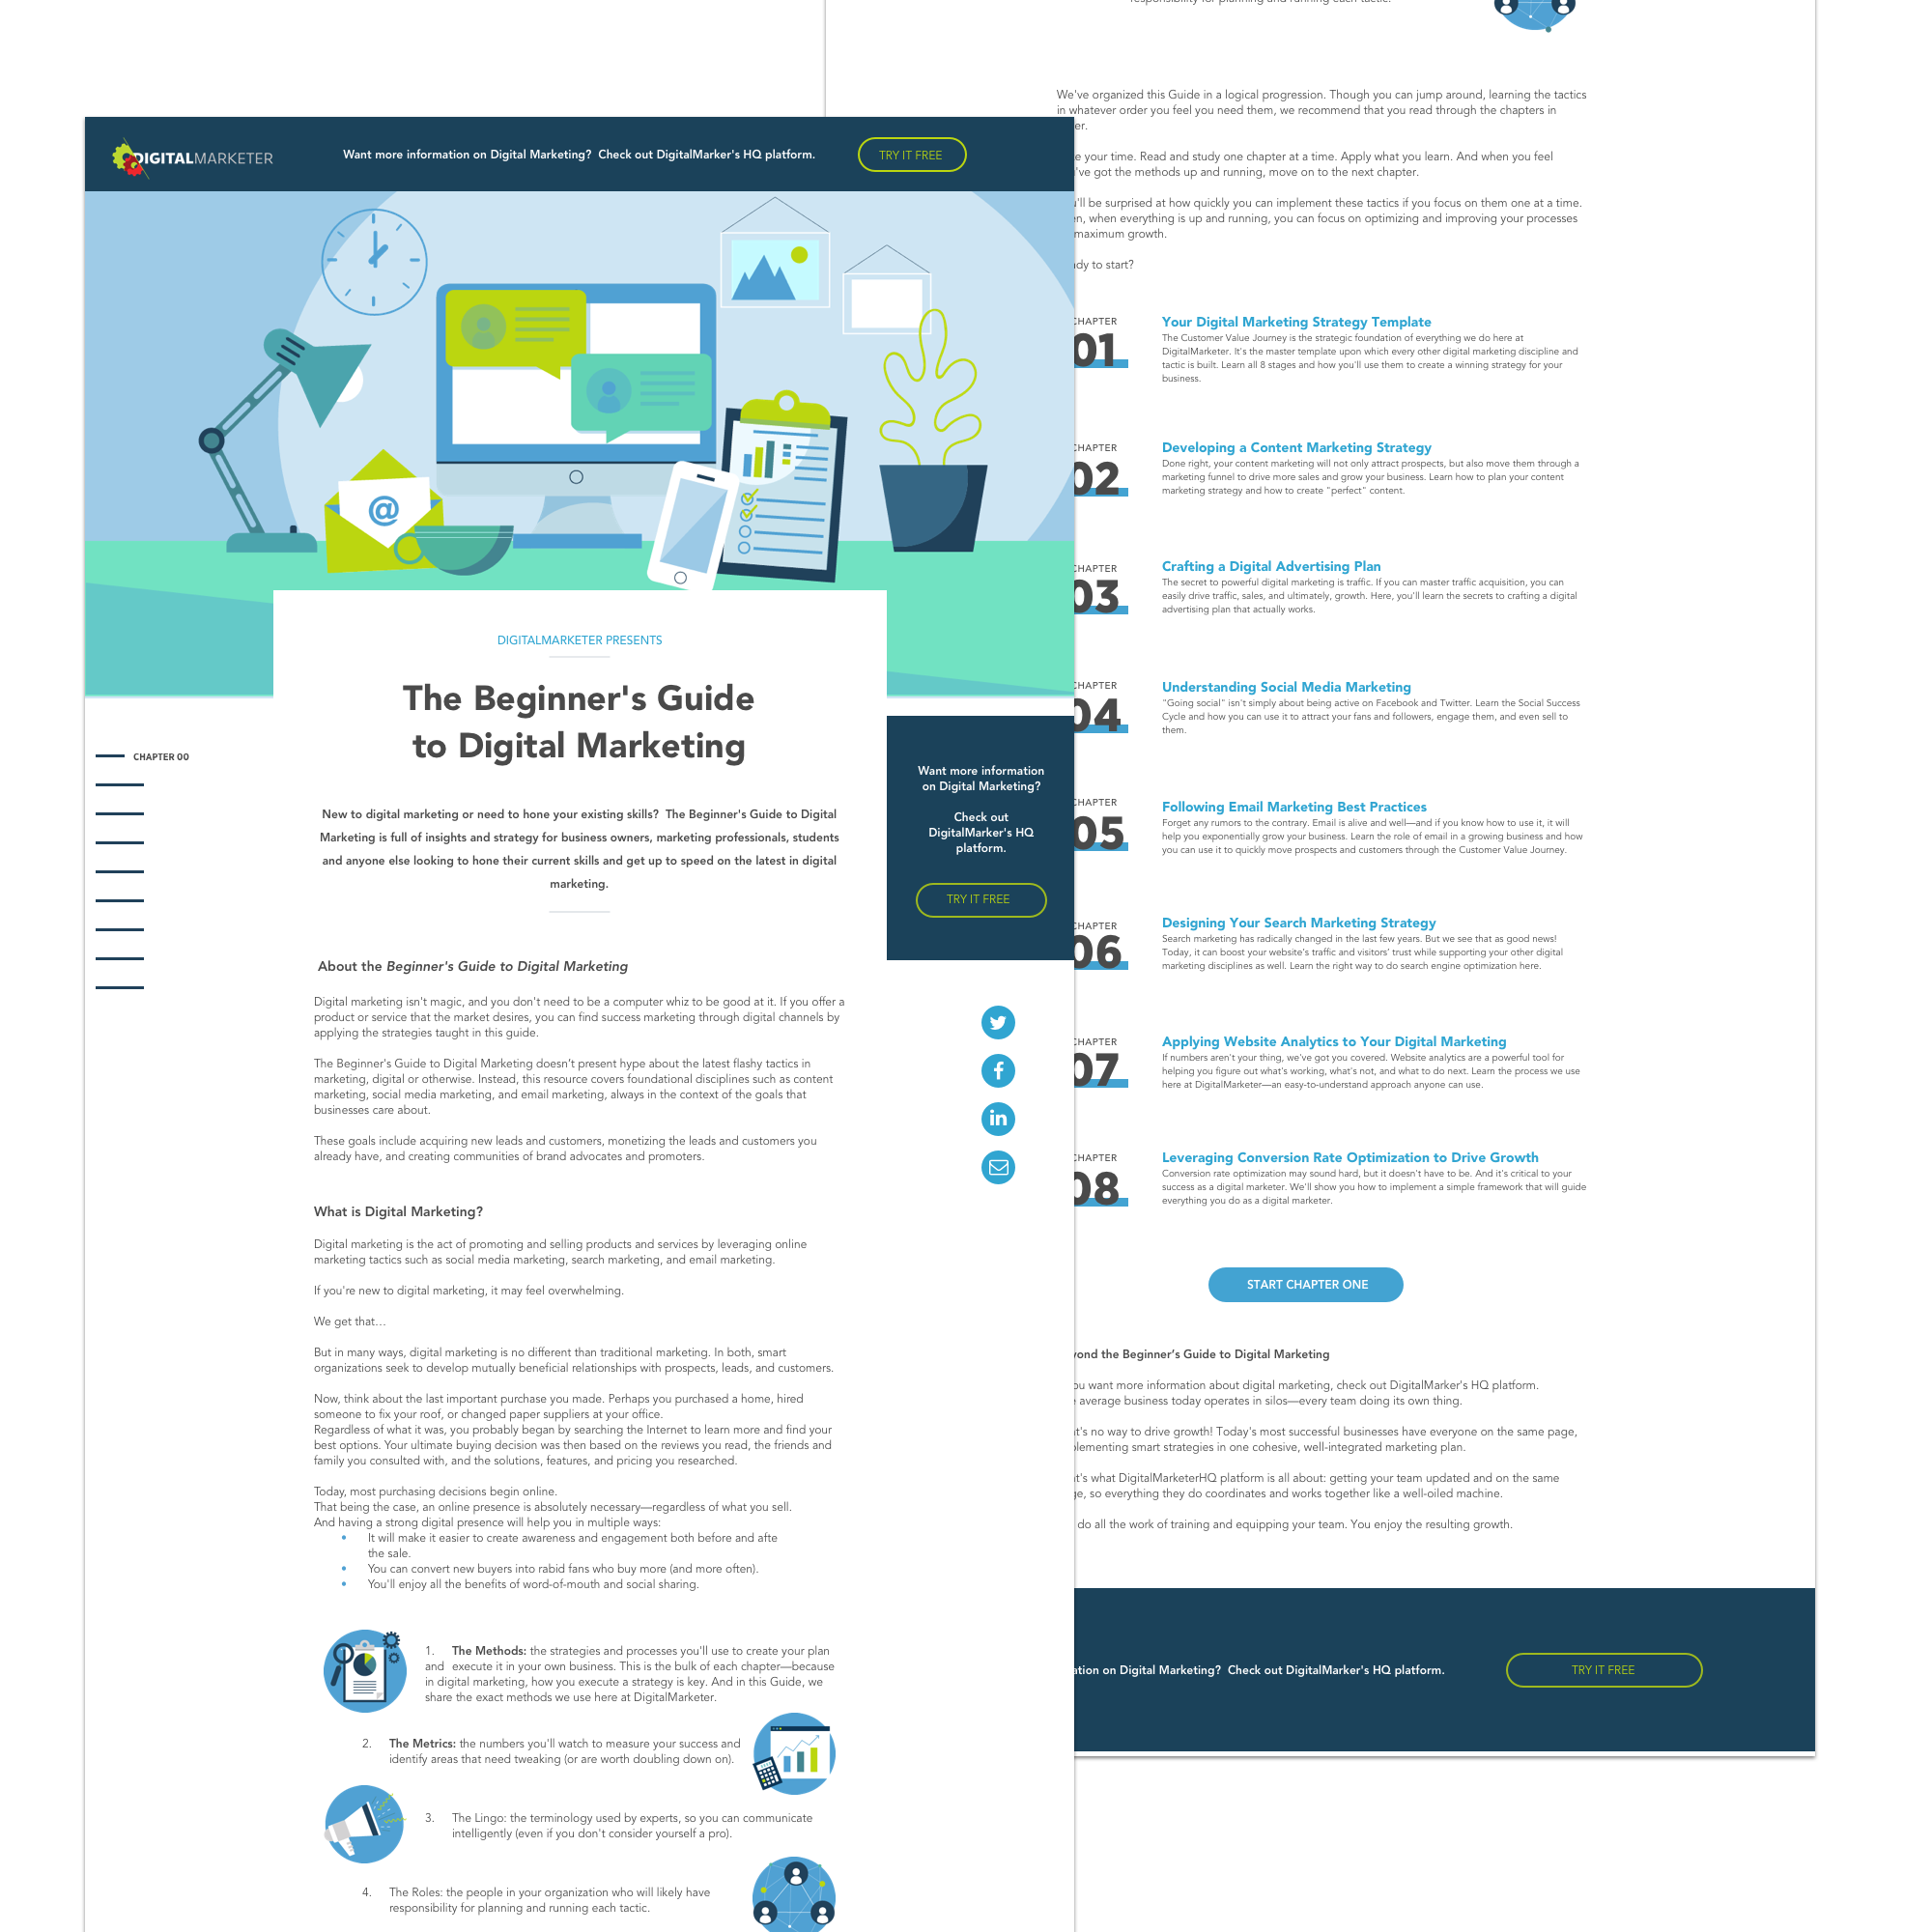 DIGITALMARKETER
Want more information on Digital Marketing?  Check out DigitalMarker's HQ platform.
TRY IT FREE
@
DIGITALMARKETER PRESENTS
The Beginner's Guide
to Digital Marketing
CHAPTER 00
New to digital marketing or need to hone your existing skills?  The Beginner's Guide to Digital
Marketing is full of insights and strategy for business owners, marketing professionals, students
and anyone else looking to hone their current skills and get up to speed on the latest in digital
marketing.
Want more information
on Digital Marketing?
Check out
DigitalMarker's HQ
platform.
TRY IT FREE
About the Beginner's Guide to Digital Marketing
Digital marketing isn't magic, and you don't need to be a computer whiz to be good at it. If you offer a
product or service that the market desires, you can find success marketing through digital channels by
applying the strategies taught in this guide.
The Beginner's Guide to Digital Marketing doesn't present hype about the latest flashy tactics in
marketing, digital or otherwise. Instead, this resource covers foundational disciplines such as content
marketing, social media marketing, and email marketing, always in the context of the goals that
businesses care about.
These goals include acquiring new leads and customers, monetizing the leads and customers you
already have, and creating communities of brand advocates and promoters.
What is Digital Marketing?
Digital marketing is the act of promoting and selling products and services by leveraging online
marketing tactics such as social media marketing, search marketing, and email marketing.
If you're new to digital marketing, it may feel overwhelming.
We get that…
But in many ways, digital marketing is no different than traditional marketing. In both, smart
organizations seek to develop mutually beneficial relationships with prospects, leads, and customers.
Now, think about the last important purchase you made. Perhaps you purchased a home, hired
someone to fix your roof, or changed paper suppliers at your office.
Regardless of what it was, you probably began by searching the Internet to learn more and find your
best options. Your ultimate buying decision was then based on the reviews you read, the friends and
family you consulted with, and the solutions, features, and pricing you researched.
Today, most purchasing decisions begin online.
That being the case, an online presence is absolutely necessary—regardless of what you sell.
And having a strong digital presence will help you in multiple ways:
• It will make it easier to create awareness and engagement both before and afte
the sale.
• You can convert new buyers into rabid fans who buy more (and more often).
• You'll enjoy all the benefits of word-of-mouth and social sharing.
1. The Methods: the strategies and processes you'll use to create your plan
and  execute it in your own business. This is the bulk of each chapter—because
in digital marketing, how you execute a strategy is key. And in this Guide, we
share the exact methods we use here at DigitalMarketer.
2. The Metrics: the numbers you'll watch to measure your success and
identify areas that need tweaking (or are worth doubling down on).
3. The Lingo: the terminology used by experts, so you can communicate
intelligently (even if you don't consider yourself a pro).
4. The Roles: the people in your organization who will likely have
responsibility for planning and running each tactic.
responsibility for planning and running each tactic.
We've organized this Guide in a logical progression. Though you can jump around, learning the tactics
in whatever order you feel you need them, we recommend that you read through the chapters in
your time. Read and study one chapter at a time. Apply what you learn. And when you feel
've got the methods up and running, move on to the next chapter.
'll be surprised at how quickly you can implement these tactics if you focus on them one at a time.
when everything is up and running, you can focus on optimizing and improving your processes
maximum growth.
to start?
CHAPTER
01
Your Digital Marketing Strategy Template
The Customer Value Journey is the strategic foundation of everything we do here at
DigitalMarketer. It's the master template upon which every other digital marketing discipline and
tactic is built. Learn all 8 stages and how you'll use them to create a winning strategy for your
business.
CHAPTER
02
Developing a Content Marketing Strategy
Done right, your content marketing will not only attract prospects, but also move them through a
marketing funnel to drive more sales and grow your business. Learn how to plan your content
marketing strategy and how to create "perfect" content.
CHAPTER
03
Crafting a Digital Advertising Plan
The secret to powerful digital marketing is traffic. If you can master traffic acquisition, you can
easily drive traffic, sales, and ultimately, growth. Here, you'll learn the secrets to crafting a digital
advertising plan that actually works.
CHAPTER
04
Understanding Social Media Marketing
"Going social" isn't simply about being active on Facebook and Twitter. Learn the Social Success
Cycle and how you can use it to attract your fans and followers, engage them, and even sell to
them.
CHAPTER
05
Following Email Marketing Best Practices
Forget any rumors to the contrary. Email is alive and well—and if you know how to use it, it will
help you exponentially grow your business. Learn the role of email in a growing business and how
you can use it to quickly move prospects and customers through the Customer Value Journey.
CHAPTER
06
Designing Your Search Marketing Strategy
Search marketing has radically changed in the last few years. But we see that as good news!
Today, it can boost your website's traffic and visitors' trust while supporting your other digital
marketing disciplines as well. Learn the right way to do search engine optimization here.
CHAPTER
07
Applying Website Analytics to Your Digital Marketing
If numbers aren't your thing, we've got you covered. Website analytics are a powerful tool for
helping you figure out what's working, what's not, and what to do next. Learn the process we use
here at DigitalMarketer—an easy-to-understand approach anyone can use.
CHAPTER
08
Leveraging Conversion Rate Optimization to Drive Growth
Conversion rate optimization may sound hard, but it doesn't have to be. And it's critical to your
success as a digital marketer. We'll show you how to implement a simple framework that will guide
everything you do as a digital marketer.
START CHAPTER ONE
yond the Beginner's Guide to Digital Marketing
you want more information about digital marketing, check out DigitalMarker's HQ platform.
average business today operates in silos—every team doing its own thing.
at's no way to drive growth! Today's most successful businesses have everyone on the same page,
plementing smart strategies in one cohesive, well-integrated marketing plan.
at's what DigitalMarketerHQ platform is all about: getting your team updated and on the same
ge, so everything they do coordinates and works together like a well-oiled machine.
do all the work of training and equipping your team. You enjoy the resulting growth.
ation on Digital Marketing?  Check out DigitalMarker's HQ platform.
TRY IT FREE